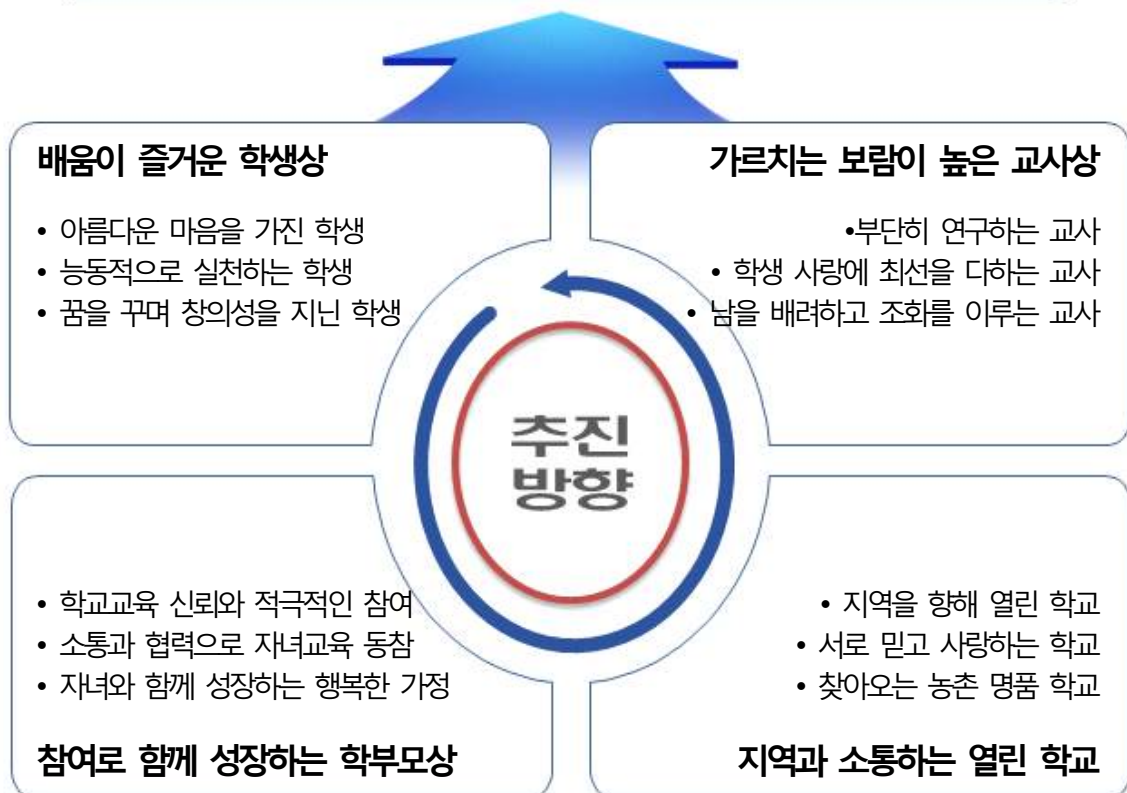 배움이 즐거운 학생상
• 아름다운 마음을 가진 학생
• 능동적으로 실천하는 학생
• 꿈을 꾸며 창의성을 지닌 학생
가르치는 보람이 높은 교사상
•부단히 연구하는 교사
• 학생 사랑에 최선을 다하는 교사
• 남을 배려하고 조화를 이루는 교사
추진
방향
• 학교교육 신뢰와 적극적인 참여
• 소통과 협력으로 자녀교육 동참
• 자녀와 함께 성장하는 행복한 가정
참여로 함께 성장하는 학부모상
• 지역을 향해 열린 학교
• 서로 믿고 사랑하는 학교
• 찾아오는 농촌 명품 학교
지역과 소통하는 열린 학교